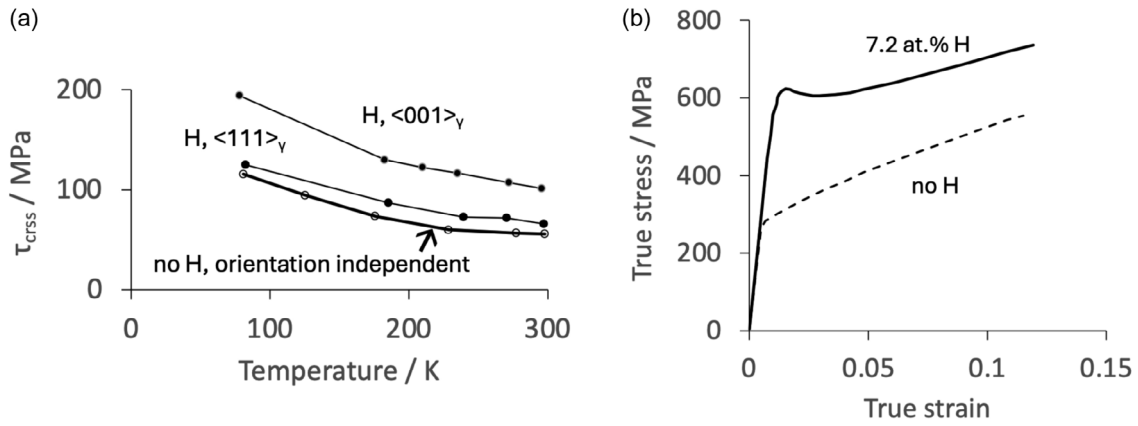 (a)
200
100
0
τcrss / MPa
H, <001>γ
H, <111>γ
no H, orientation independent
0
100
200
300
Temperature / K
(b)
800
600
400
200
0
True stress / MPa
7.2 at.% H
no H
0
0.05
0.1
0.15
True strain